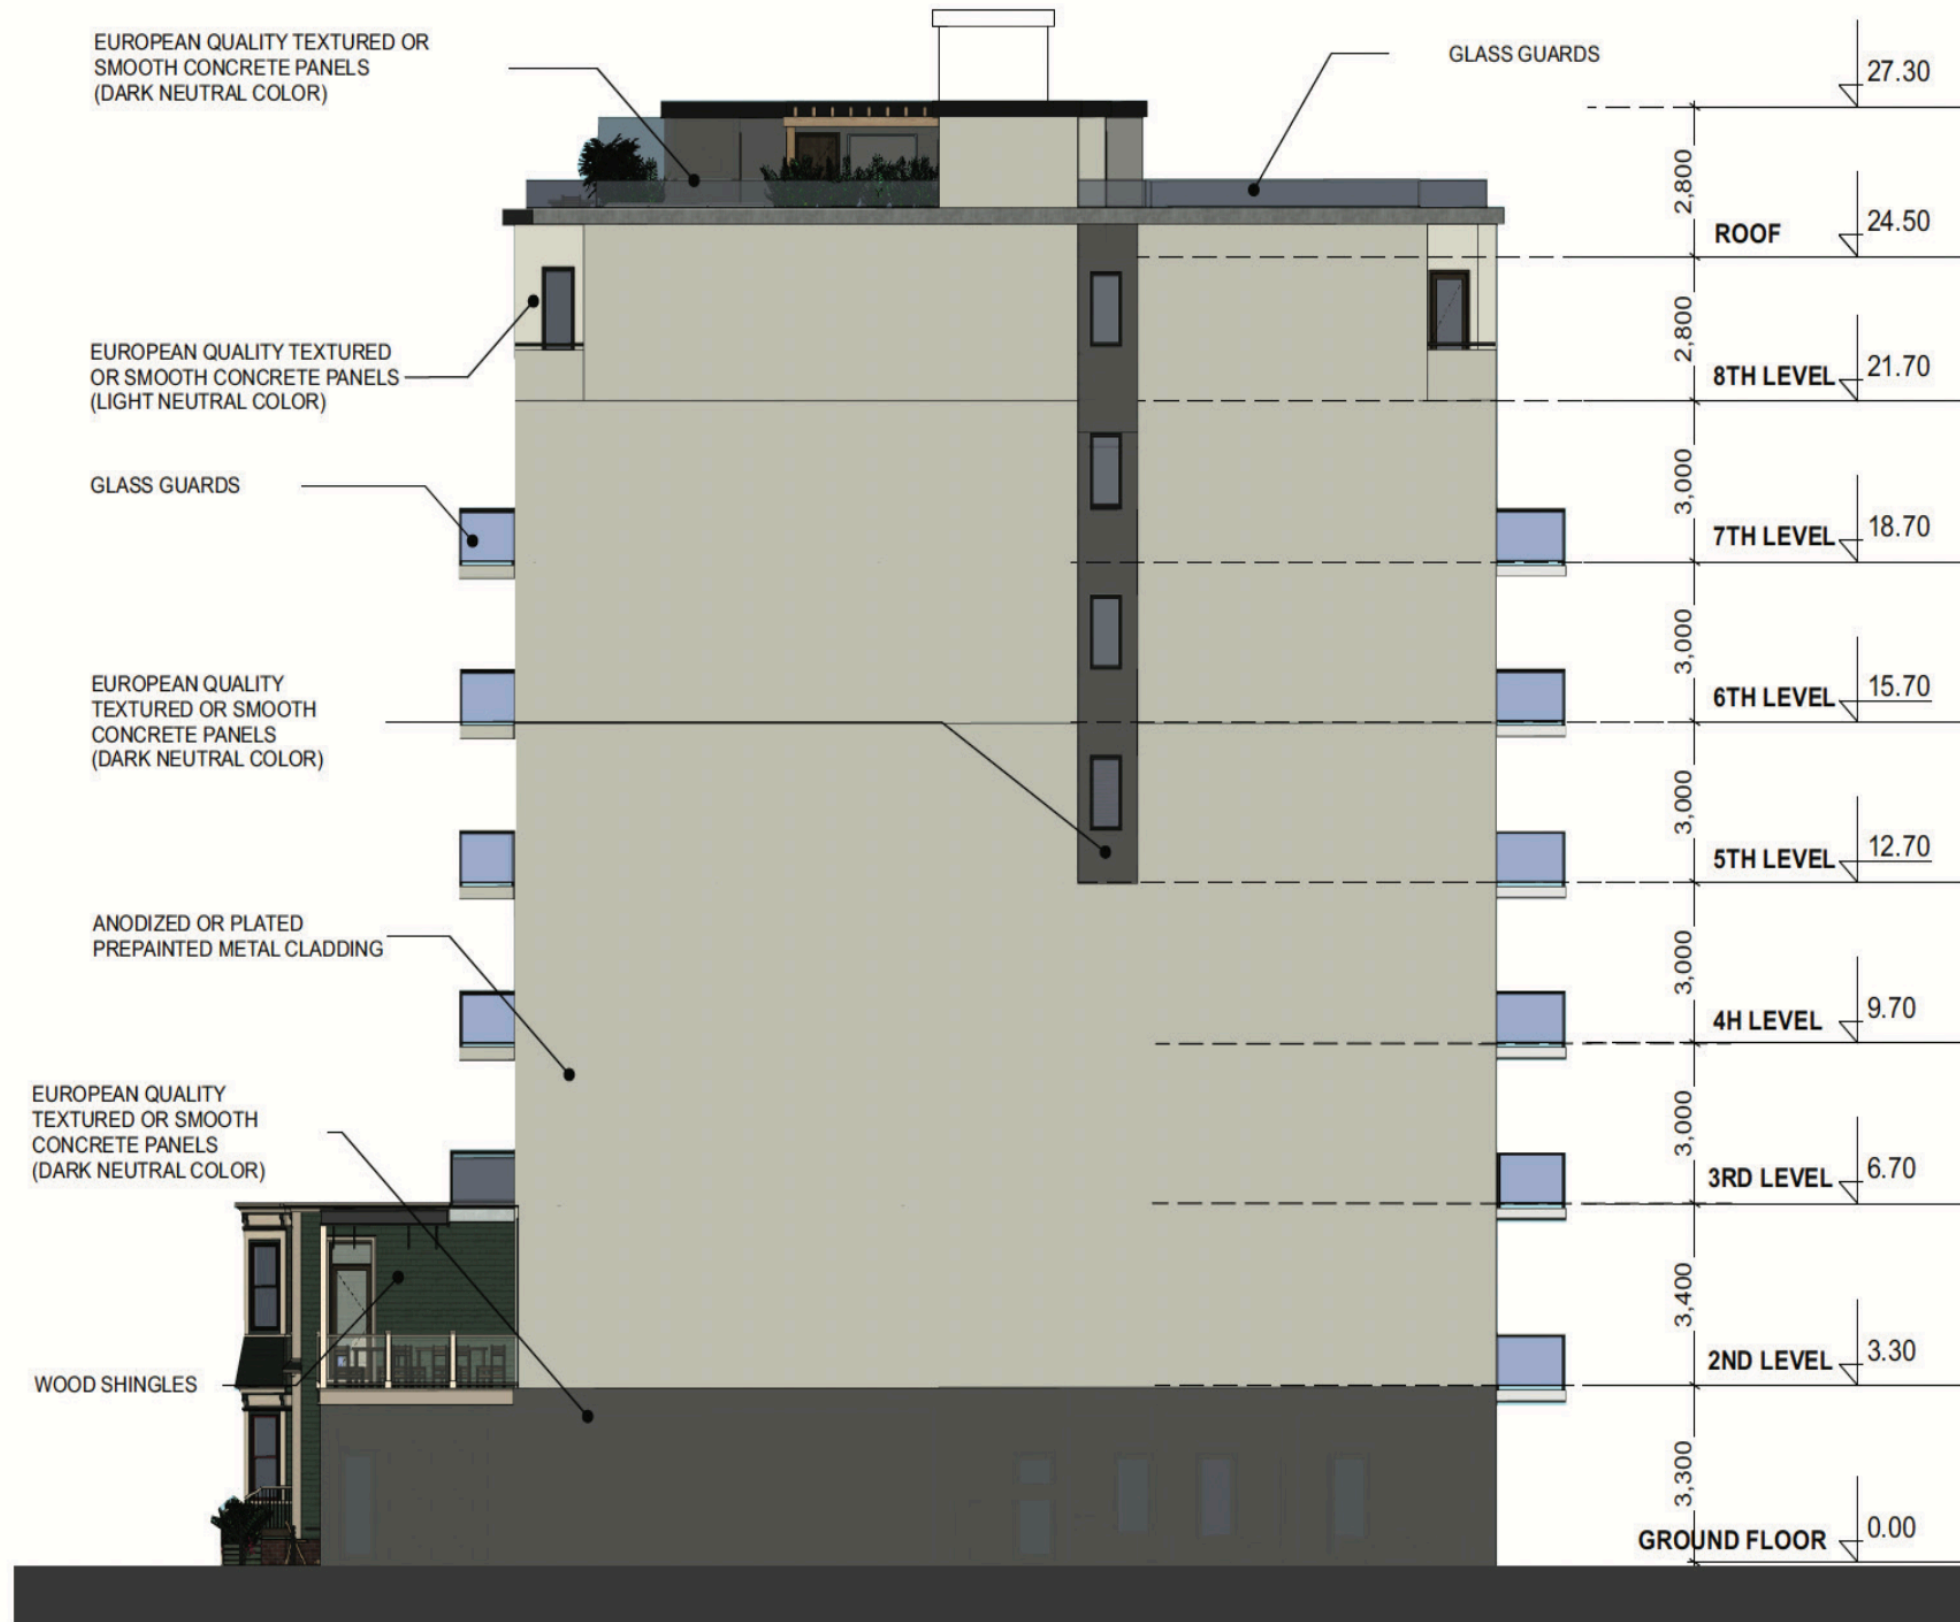 EUROPEAN QUALITY TEXTURED OR
SMOOTH CONCRETE PANELS
(DARK NEUTRAL COLOR)
GLASS GUARDS
27.30
2,800
ROOF
24.50
EUROPEAN QUALITY TEXTURED
OR SMOOTH CONCRETE PANELS
(LIGHT NEUTRAL COLOR)
2,800
8TH LEVEL
21.70
GLASS GUARDS
3,000
7TH LEVEL
18.70
EUROPEAN QUALITY
TEXTURED OR SMOOTH
CONCRETE PANELS
(DARK NEUTRAL COLOR)
3,000
6TH LEVEL
15.70
3,000
5TH LEVEL
12.70
ANODIZED OR PLATED
PREPAINTED METAL CLADDING
3,000
4H LEVEL
9.70
EUROPEAN QUALITY
TEXTURED OR SMOOTH
CONCRETE PANELS
(DARK NEUTRAL COLOR)
3,000
3RD LEVEL
6.70
3,400
WOOD SHINGLES
2ND LEVEL
3.30
3,300
GROUND FLOOR
0.00